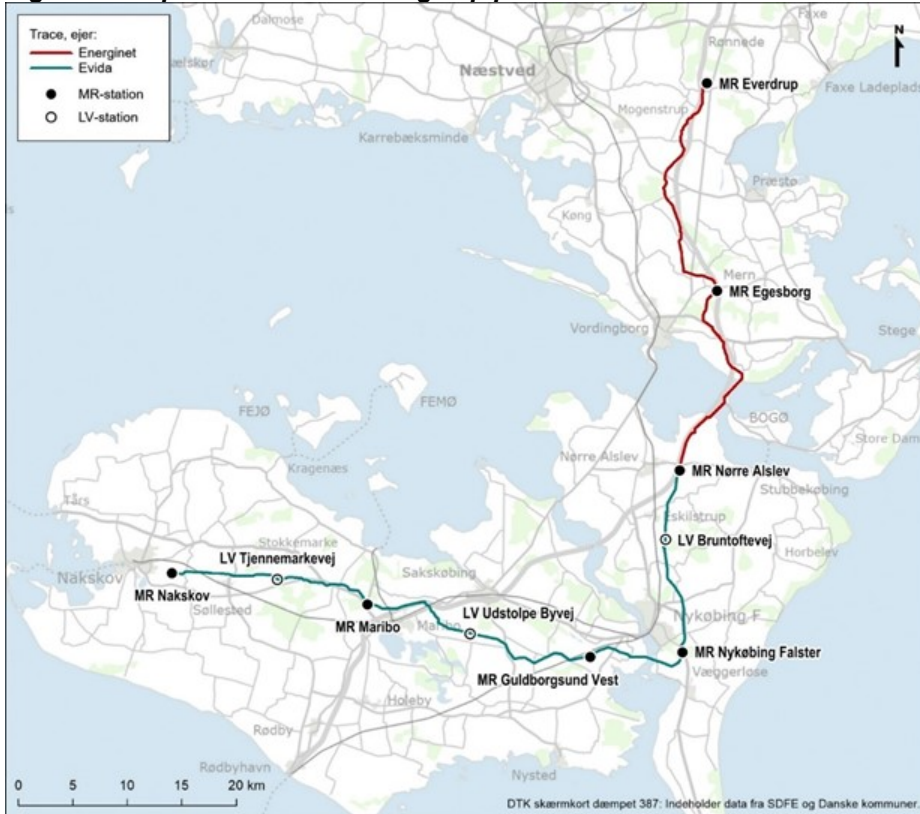 Trace, ejer:
Energinet
Evida
MR-station
LV-station
N
Dalmose
Rønnede
Faxe
Næstved
MR Everdrup
Faxe Ladeplads
Mogenstrup
Karrebæksminde
Præstø
Køng
Mern
MR Egesborg
Vordingborg
Stege
FEJØ
FEMØ
BOGØ
Store Dam
Kragenæs
Nørre Alslev
MR Nørre Alslev
Stubbekøbing
Tårs
Eskilstrup
Stokkemarke
LV Bruntoftevej
Horbelev
LV Tjennemarkevej
Sakskøbing
Nakskov
MR Nakskov
Søllested
LV Udstolpe Byvej
Nykøbing F
MR Maribo
Maribo
MR Nykøbing Falster
MR Guldborgsund Vest
Væggerløse
Holeby
Rødby
Rødbyhavn
Nysted
0 5 10 20 km
DTK skærmkort dæmpet 387: Indeholder data fra SDFE og Danske kommuner.